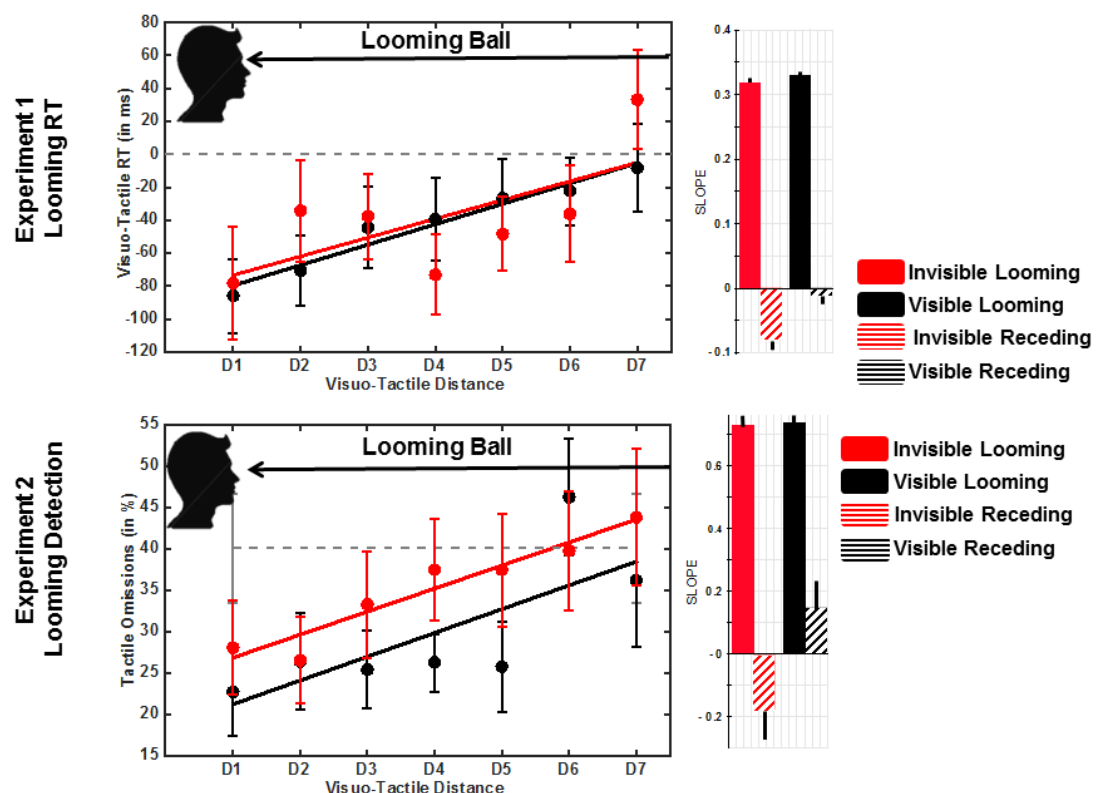 Experiment 1
Looming RT
Visuo-Tactile RT (in ms)
80
60
40
20
0
-20
-40
-60
-80
-100
-120
Looming Ball
D1 D2 D3 D4 D5 D6 D7
Visuo-Tactile Distance
SLOPE
0.4
0.3
0.2
0.1
0
- 0.1
Invisible Looming
Visible Looming
Invisible Receding
Visible Receding
Experiment 2
Looming Detection
Tactile Omissions (in %)
55
50
45
40
35
30
25
20
15
Looming Ball
D1 D2 D3 D4 D5 D6 D7
Visuo-Tactile Distance
SLOPE
0.6
0.4
0.2
-0
- 0.2
Invisible Looming
Visible Looming
Invisible Receding
Visible Receding